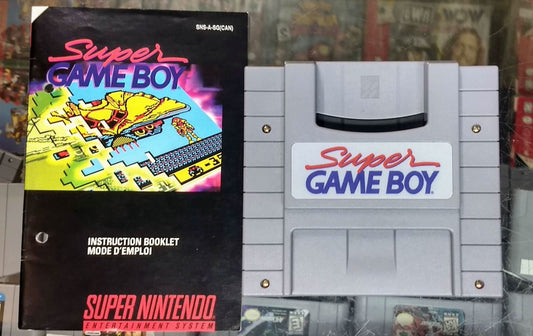 SNS-A-SG(CAN)
Super
GAME BOY
INSTRUCTION BOOKLET
MODE D'EMPLOI
SUPER NINTENDO
ENTERTAINMENT SYSTEM
Super
GAME BOY